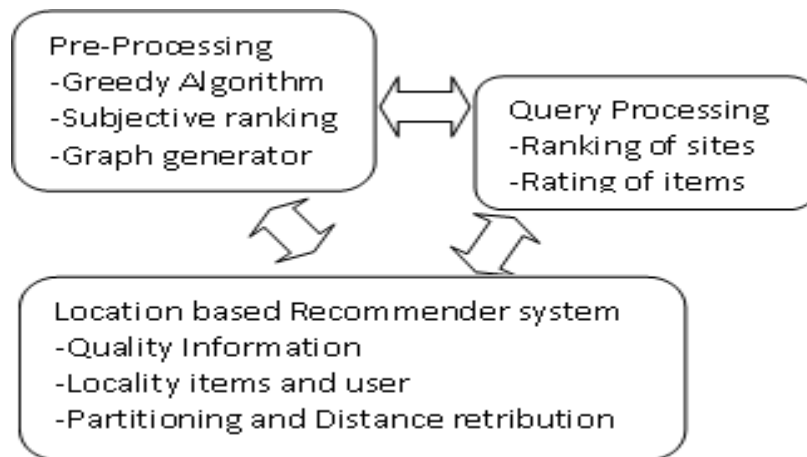 Pre-Processing
-Greedy Algorithm
-Subjective ranking
-Graph generator
Query Processing
-Ranking of sites
-Rating of items
Location based Recommender system
-Quality Information
-Locality items and user
-Partitioning and Distance retribution